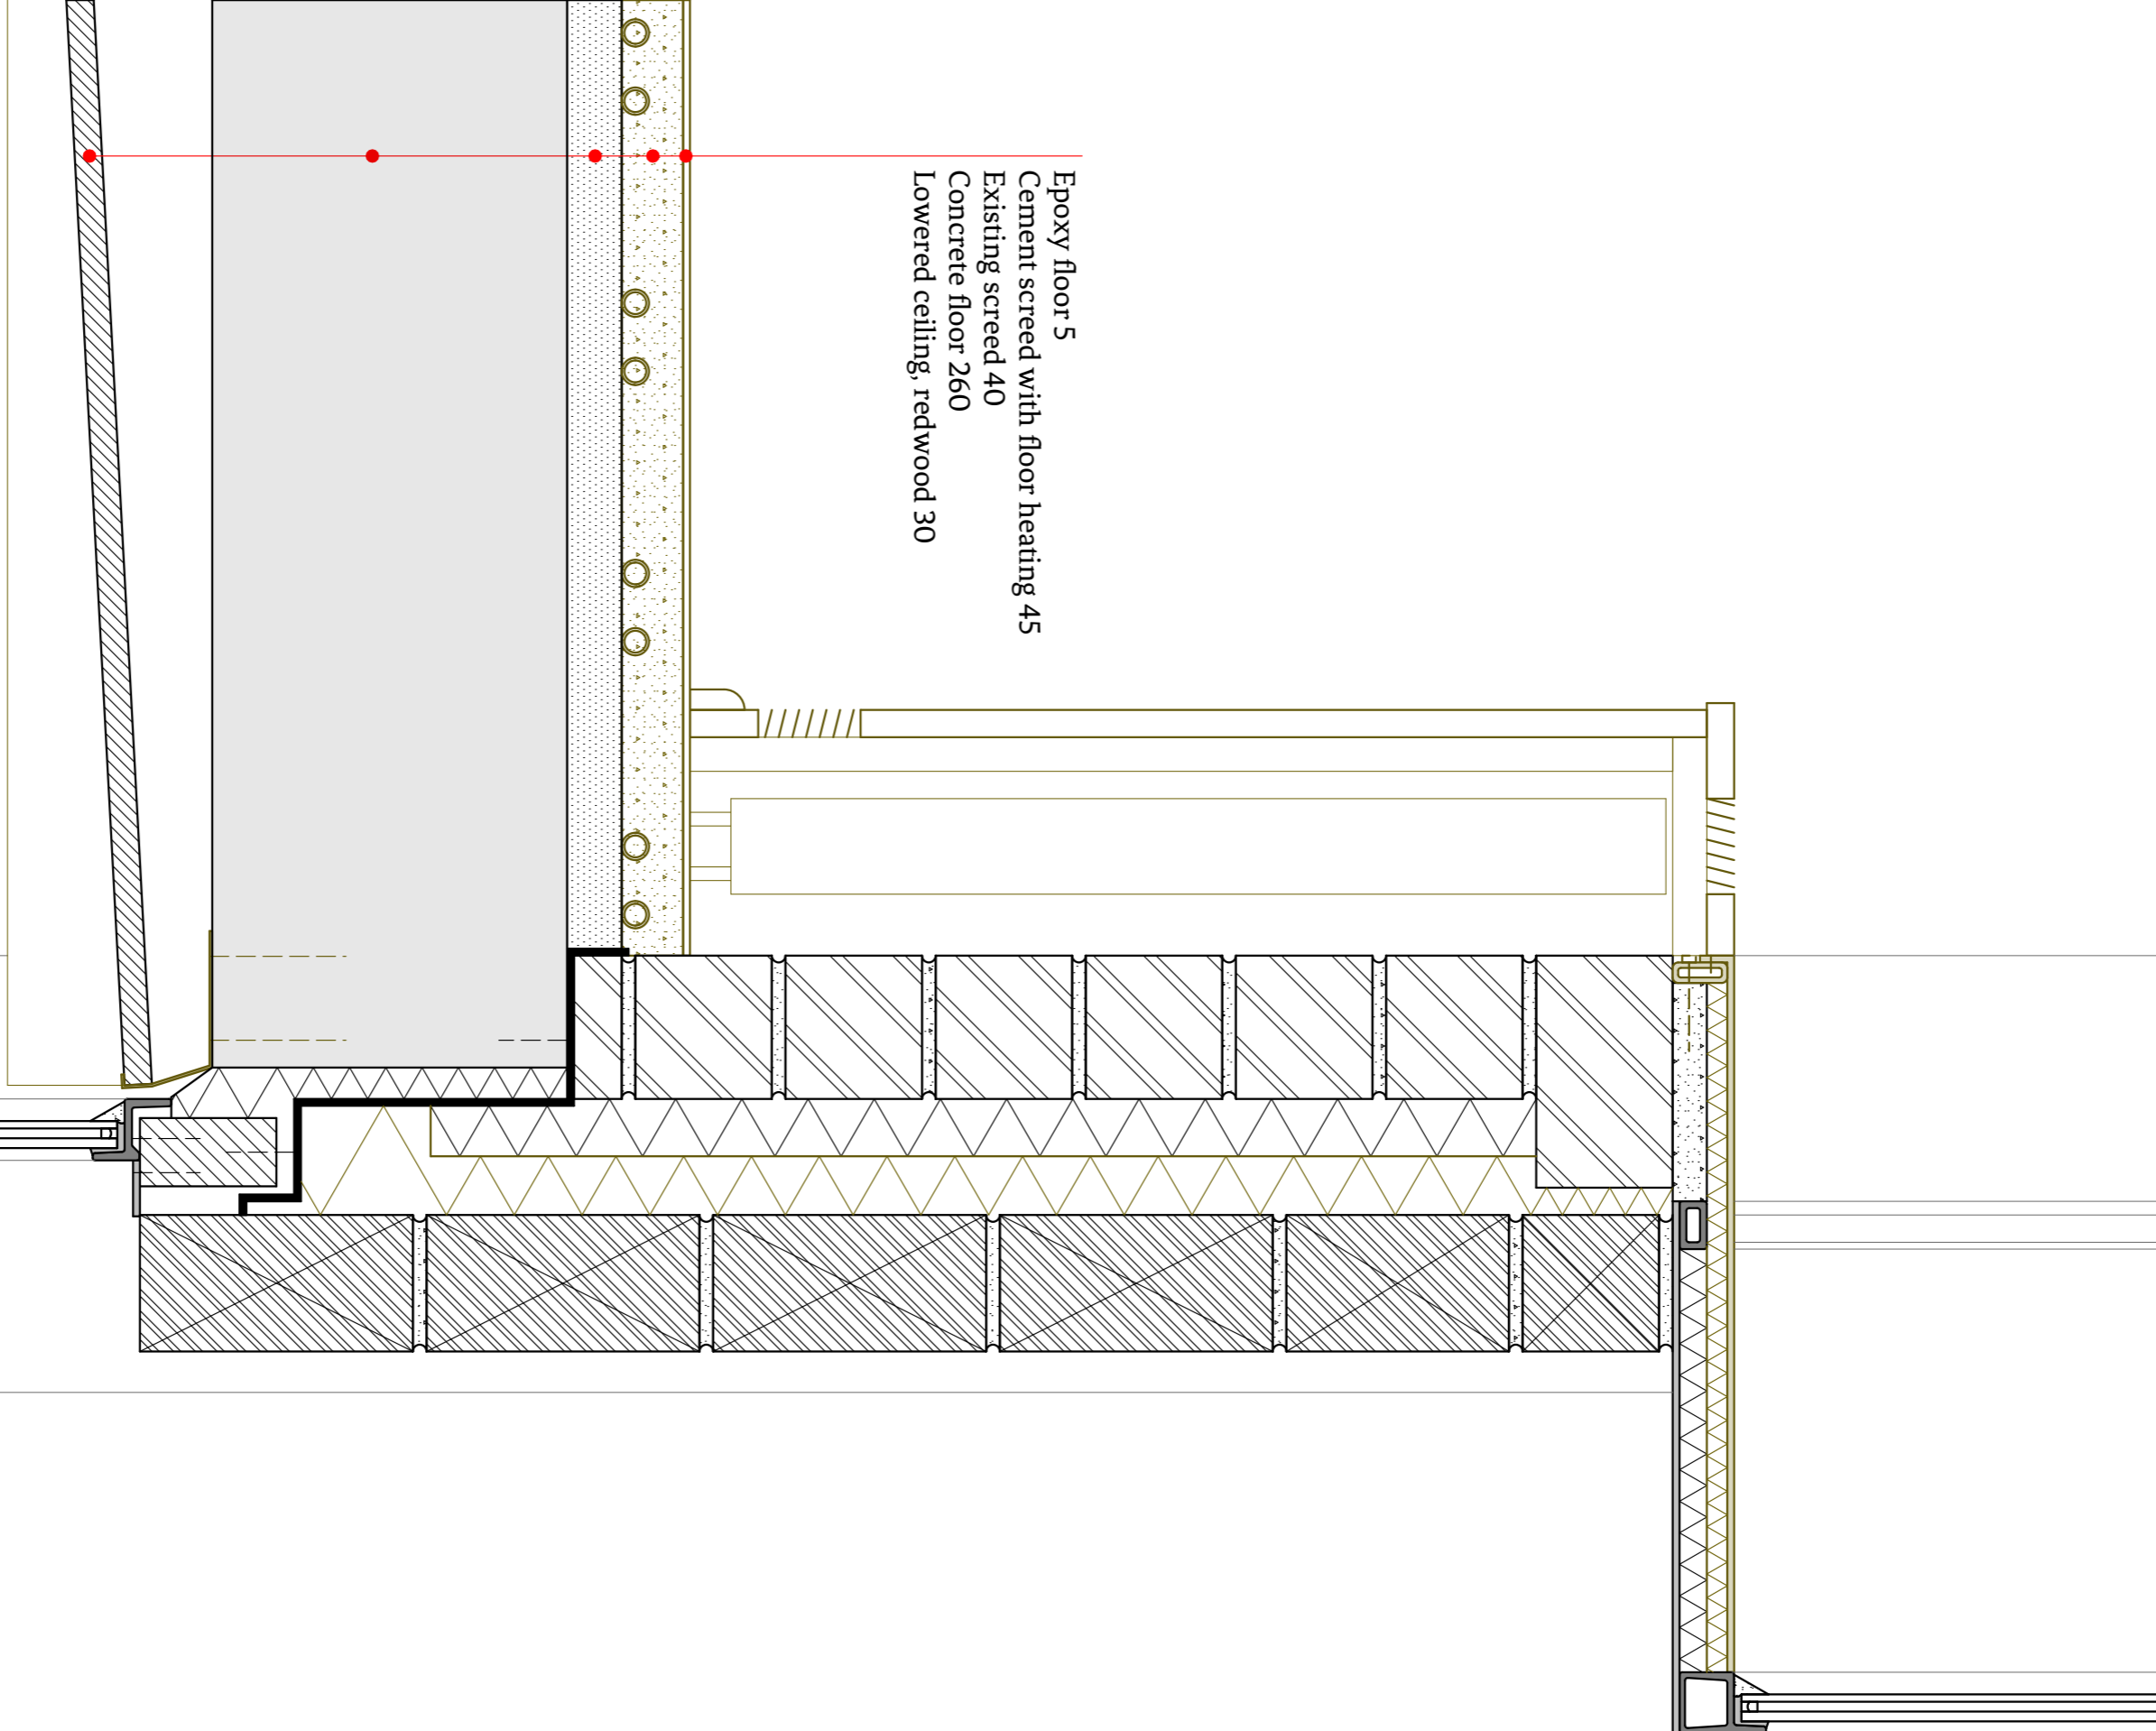 Epoxy floor 5
Cement screed with floor heating 45
Existing screed 40
Concrete floor 260
Lowered ceiling, redwood 30